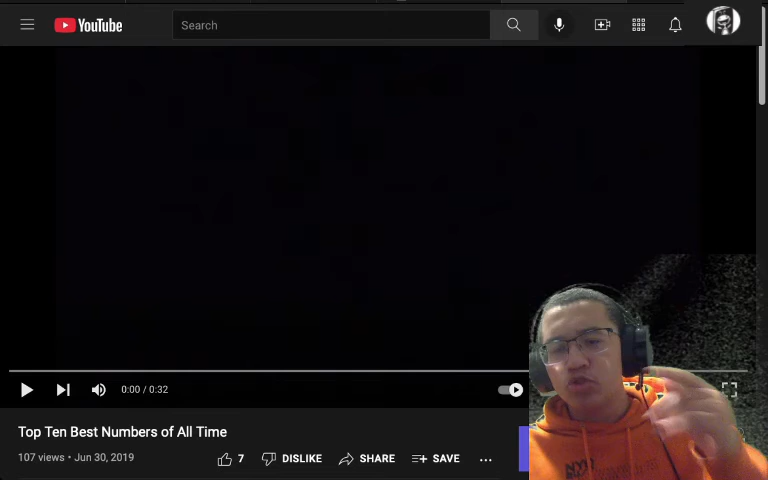 YouTube
Search
0:00 / 0:32
Top Ten Best Numbers of All Time
107 views • Jun 30, 2019
7
DISLIKE
SHARE
SAVE